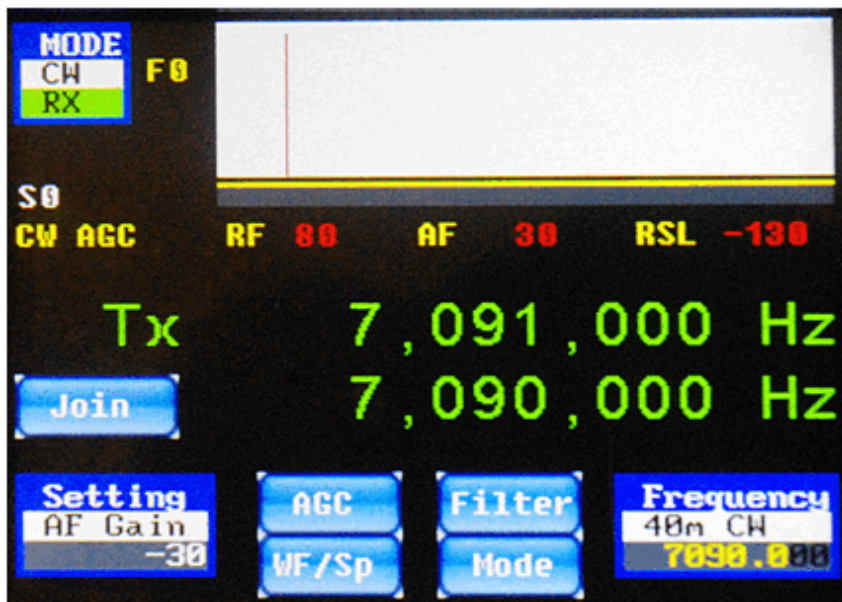 MODE
CW
RX
F0
S0
CW AGC RF 80 AF 30 RSL -130
Tx 7,091,000 Hz
Join 7,090,000 Hz
Setting
AF Gain
-30
AGC
WF/Sp
Filter
Mode
Frequency
40m CW
7090.000